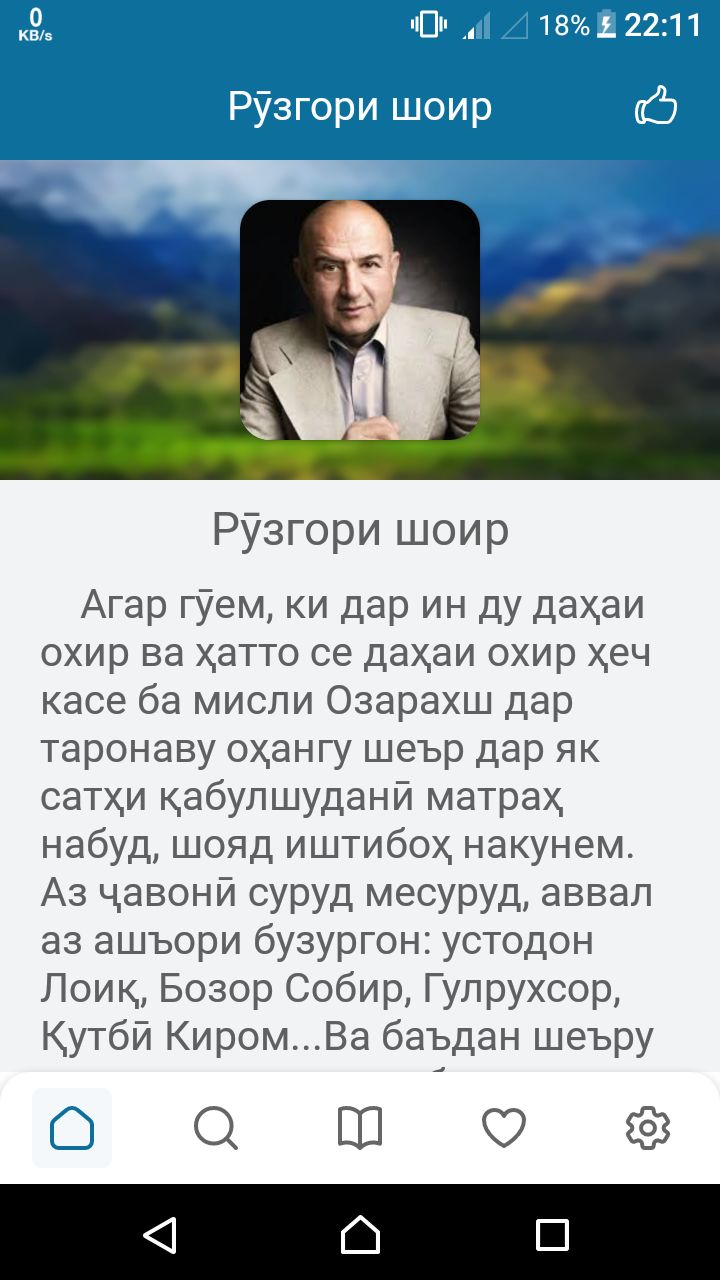 0
KB/s
18%
22:11
Рӯзгори шоир
Рӯзгори шоир
Агар гӯем, ки дар ин ду даҳаи
охир ва ҳатто се даҳаи охир ҳеч
касе ба мисли Озарахш дар
таронаву оҳангу шеър дар як
сатҳи қабулшуданӣ матраҳ
набуд, шояд иштибоҳ накунем.
Аз ҷавонӣ суруд месуруд, аввал
аз ашъори бузургон: устодон
Лоиқ, Бозор Собир, Гулрухсор,
Қутбӣ Киром...Ва баъдан шеъру